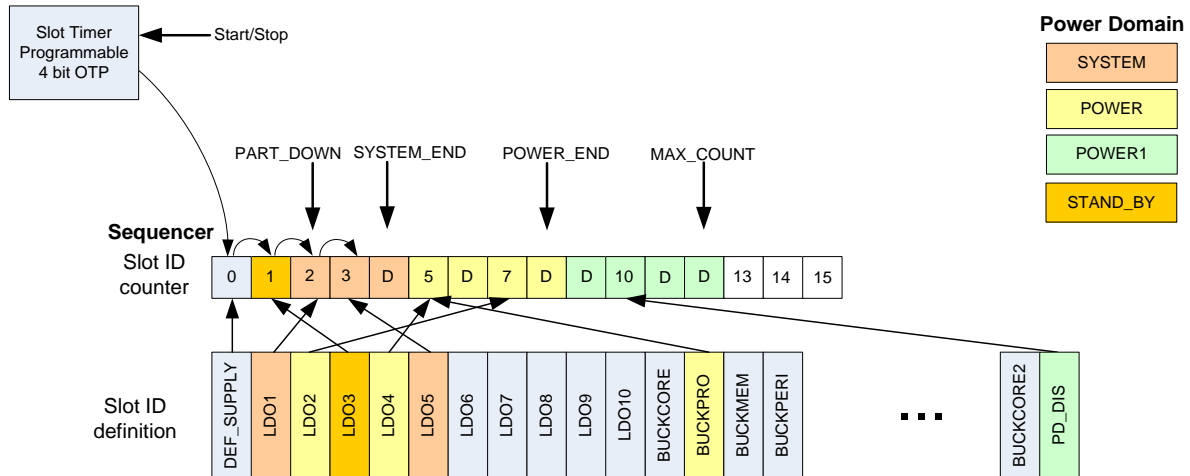 Slot Timer
Programmable
4 bit OTP
Start/Stop
Power Domain
SYSTEM
POWER
POWER1
STAND_BY
PART_DOWN SYSTEM_END POWER_END MAX_COUNT
Sequencer
Slot ID
counter
0 1 2 3 D 5 D 7 D D 10 D D 13 14 15
Slot ID
definition
DEF_SUPPLY
LDO1
LDO2
LDO3
LDO4
LDO5
LDO6
LDO7
LDO8
LDO9
LDO10
BUCKCORE
BUCKPRO
BUCKMEM
BUCKPERI
...
BUCKCORE2
PD_DIS